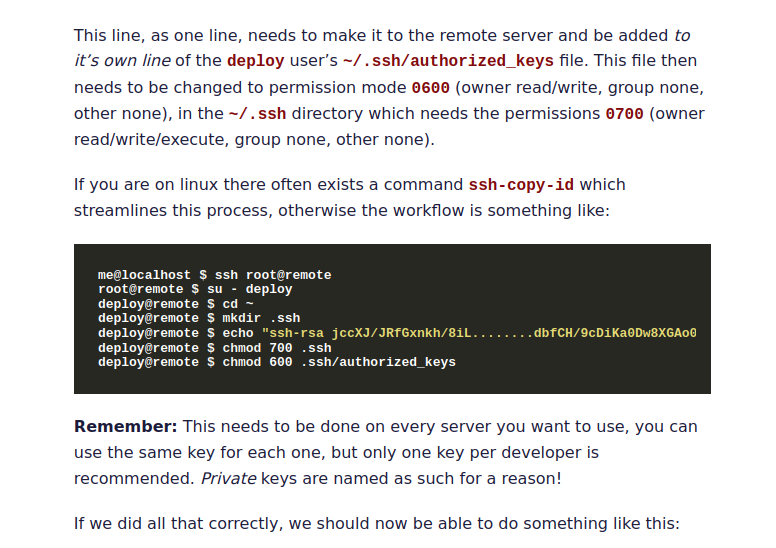 This line, as one line, needs to make it to the remote server and be added to
it’s own line of the deploy user’s ~/.ssh/authorized_keys file. This file then
needs to be changed to permission mode 0600 (owner read/write, group none,
other none), in the ~/.ssh directory which needs the permissions 0700 (owner
read/write/execute, group none, other none).
If you are on linux there often exists a command ssh-copy-id which
streamlines this process, otherwise the workflow is something like:
me@localhost $ ssh root@remote
root@remote $ su - deploy
deploy@remote $ cd ~
deploy@remote $ mkdir .ssh
deploy@remote $ echo "ssh-rsa jccXJ/JRfGxnkh/8iL........dbfCH/9cDiKa0Dw8XGAo0
deploy@remote $ chmod 700 .ssh
deploy@remote $ chmod 600 .ssh/authorized_keys
Remember: This needs to be done on every server you want to use, you can
use the same key for each one, but only one key per developer is
recommended. Private keys are named as such for a reason!
If we did all that correctly, we should now be able to do something like this: